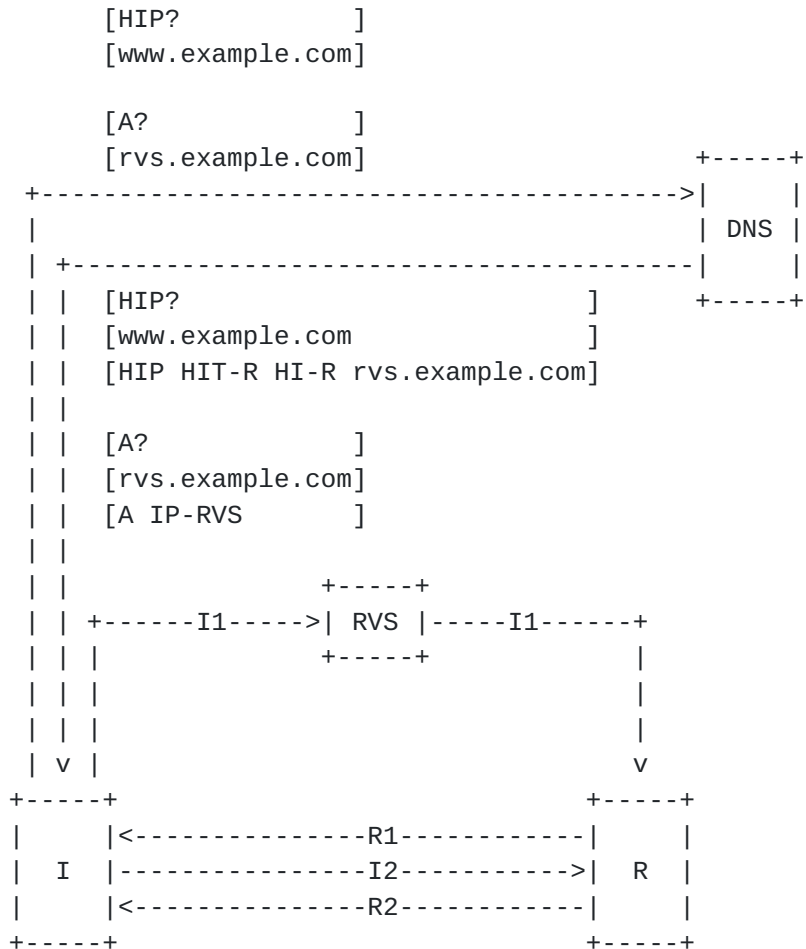 [HIP? ]
[www.example.com]
[A? ]
[rvs.example.com]
DNS
[HIP? ]
[www.example.com ]
[HIP HIT-R HI-R rvs.example.com]
[A? ]
[rvs.example.com]
[A IP-RVS ]
I1 RVS I1
R1
I I2 R
R2